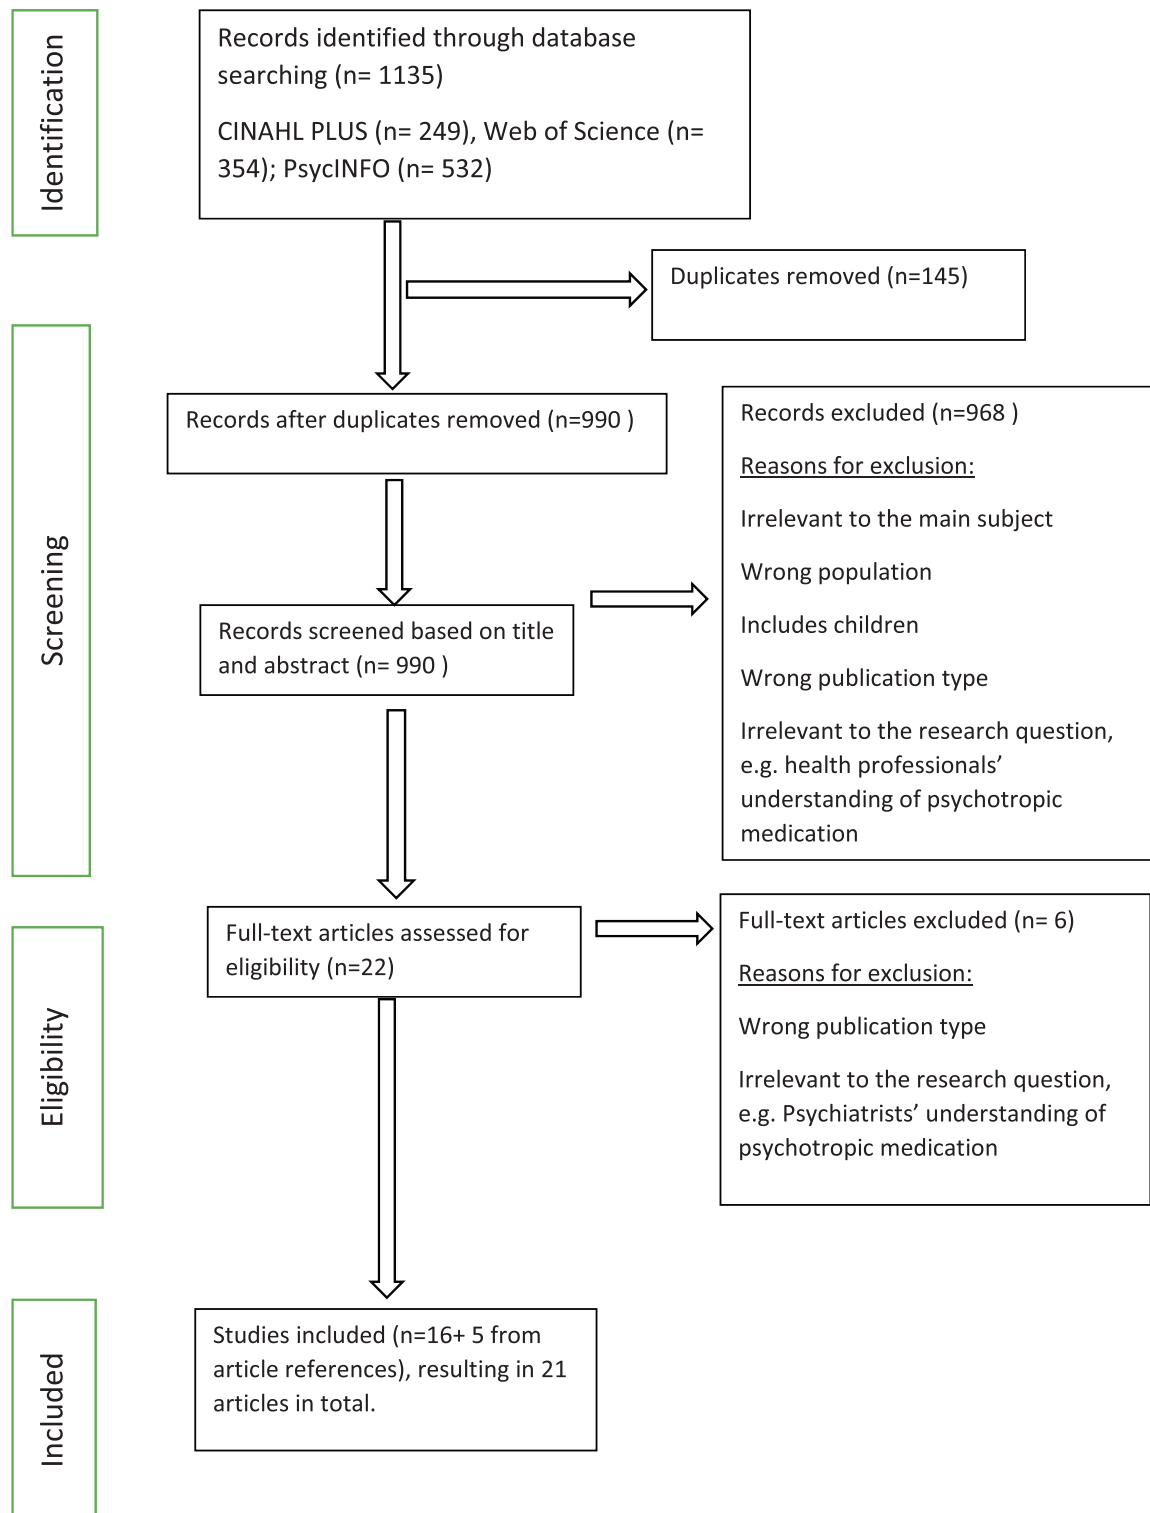 Identification
Records identified through database
searching (n= 1135)
CINAHL PLUS (n= 249), Web of Science (n=
354); PsycINFO (n= 532)
Duplicates removed (n=145)
Screening
Records after duplicates removed (n=990 )
Records excluded (n=968 )
Reasons for exclusion:
Irrelevant to the main subject
Wrong population
Includes children
Wrong publication type
Irrelevant to the research question,
e.g. health professionals’
understanding of psychotropic
medication
Records screened based on title
and abstract (n= 990 )
Eligibility
Full-text articles assessed for
eligibility (n=22)
Full-text articles excluded (n= 6)
Reasons for exclusion:
Wrong publication type
Irrelevant to the research question,
e.g. Psychiatrists’ understanding of
psychotropic medication
Included
Studies included (n=16+ 5 from
article references), resulting in 21
articles in total.